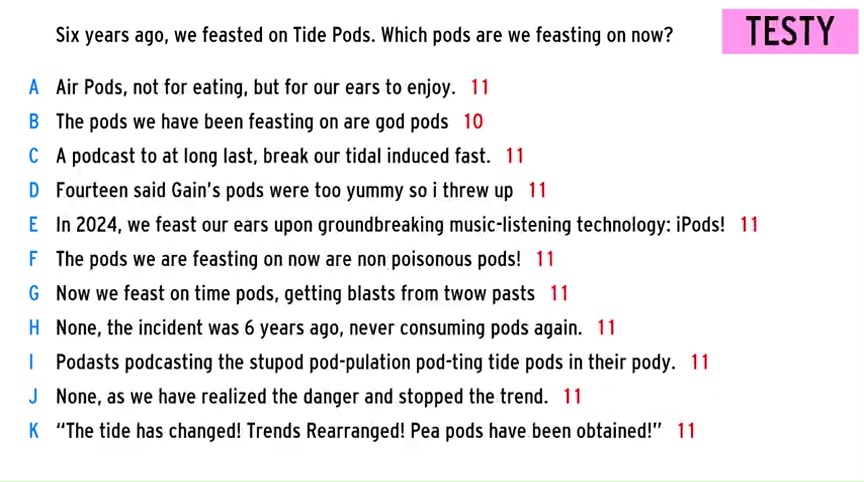 Six years ago, we feasted on Tide Pods. Which pods are we feasting on now?
TESTY
A Air Pods, not for eating, but for our ears to enjoy. 11
B The pods we have been feasting on are god pods 10
C A podcast to at long last, break our tidal induced fast. 11
D Fourteen said Gain's pods were too yummy so i threw up 11
E In 2024, we feast our ears upon groundbreaking music-listening technology: iPods! 11
F The pods we are feasting on now are non poisonous pods! 11
G Now we feast on time pods, getting blasts from twow pasts 11
H None, the incident was 6 years ago, never consuming pods again. 11
I Podasts podcasting the stupod pod-pulation pod-ting tide pods in their pody. 11
J None, as we have realized the danger and stopped the trend. 11
K “The tide has changed! Trends Rearranged! Pea pods have been obtained!” 11